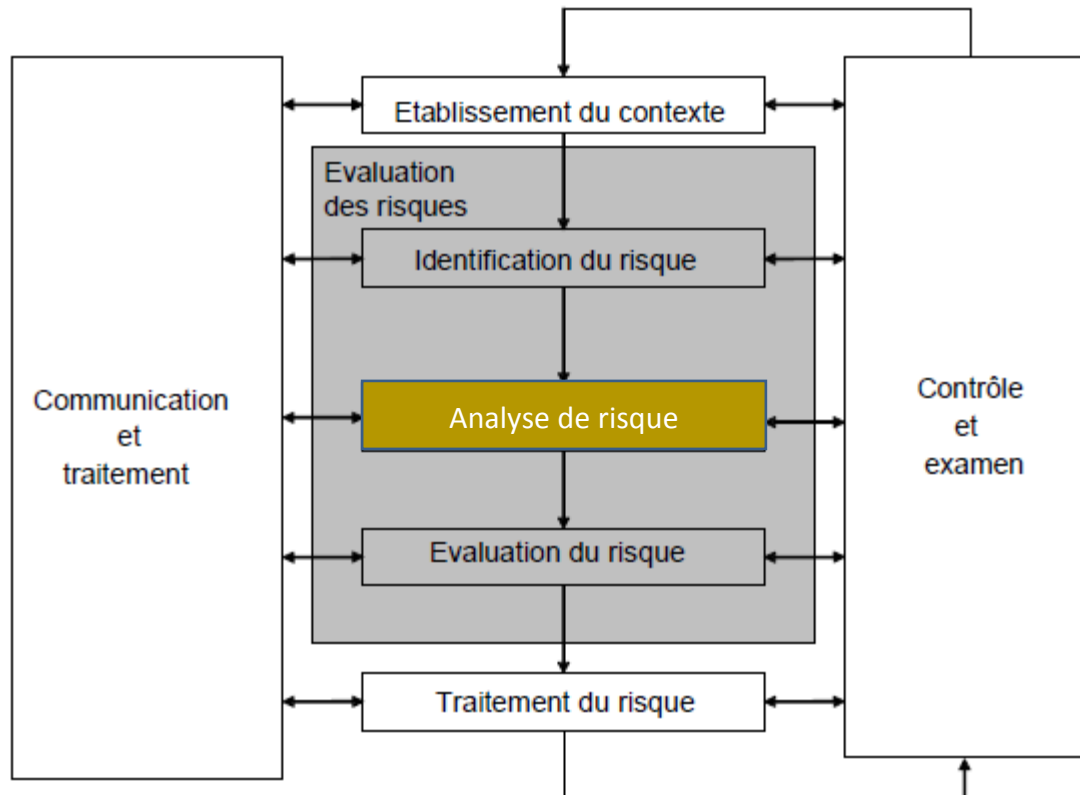 Etablissement du contexte
Evaluation
des risques
Identification du risque
Communication
et
traitement
Analyse de risque
Contrôle
et
examen
Evaluation du risque
Traitement du risque